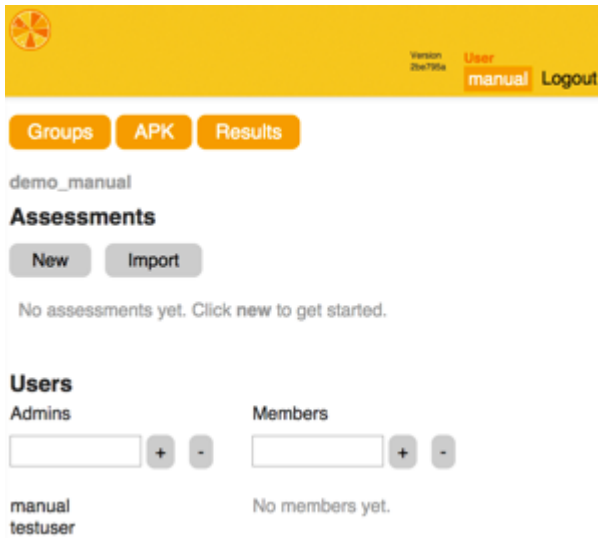 Version
2be795a
User
manual Logout
Groups APK Results
demo_manual
Assessments
New Import
No assessments yet. Click new to get started.
Users
Admins Members
+ - + -
manual No members yet.
testuser